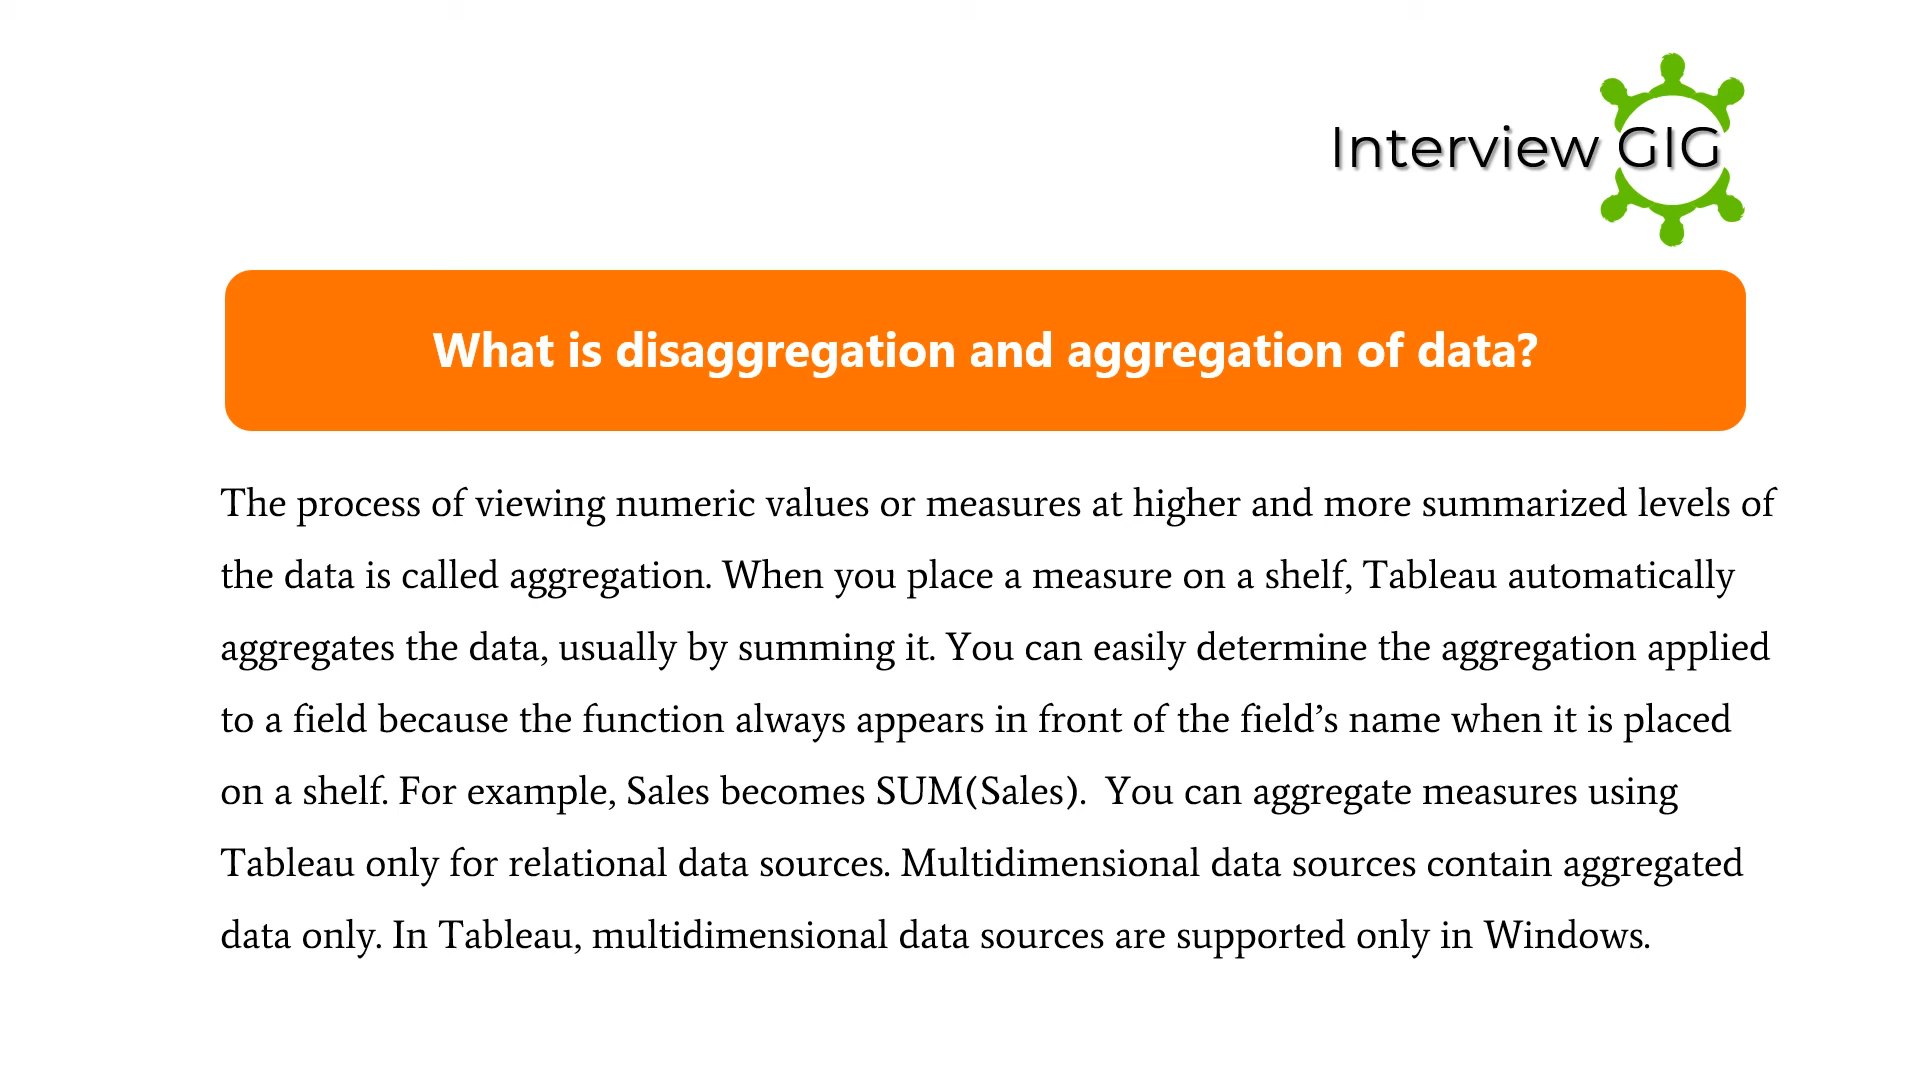 Interview GIG
What is disaggregation and aggregation of data?
The process of viewing numeric values or measures at higher and more summarized levels of
the data is called aggregation. When you place a measure on a shelf, Tableau automatically
aggregates the data, usually by summing it. You can easily determine the aggregation applied
to a field because the function always appears in front of the field’s name when it is placed
on a shelf. For example, Sales becomes SUM(Sales).  You can aggregate measures using
Tableau only for relational data sources. Multidimensional data sources contain aggregated
data only. In Tableau, multidimensional data sources are supported only in Windows.